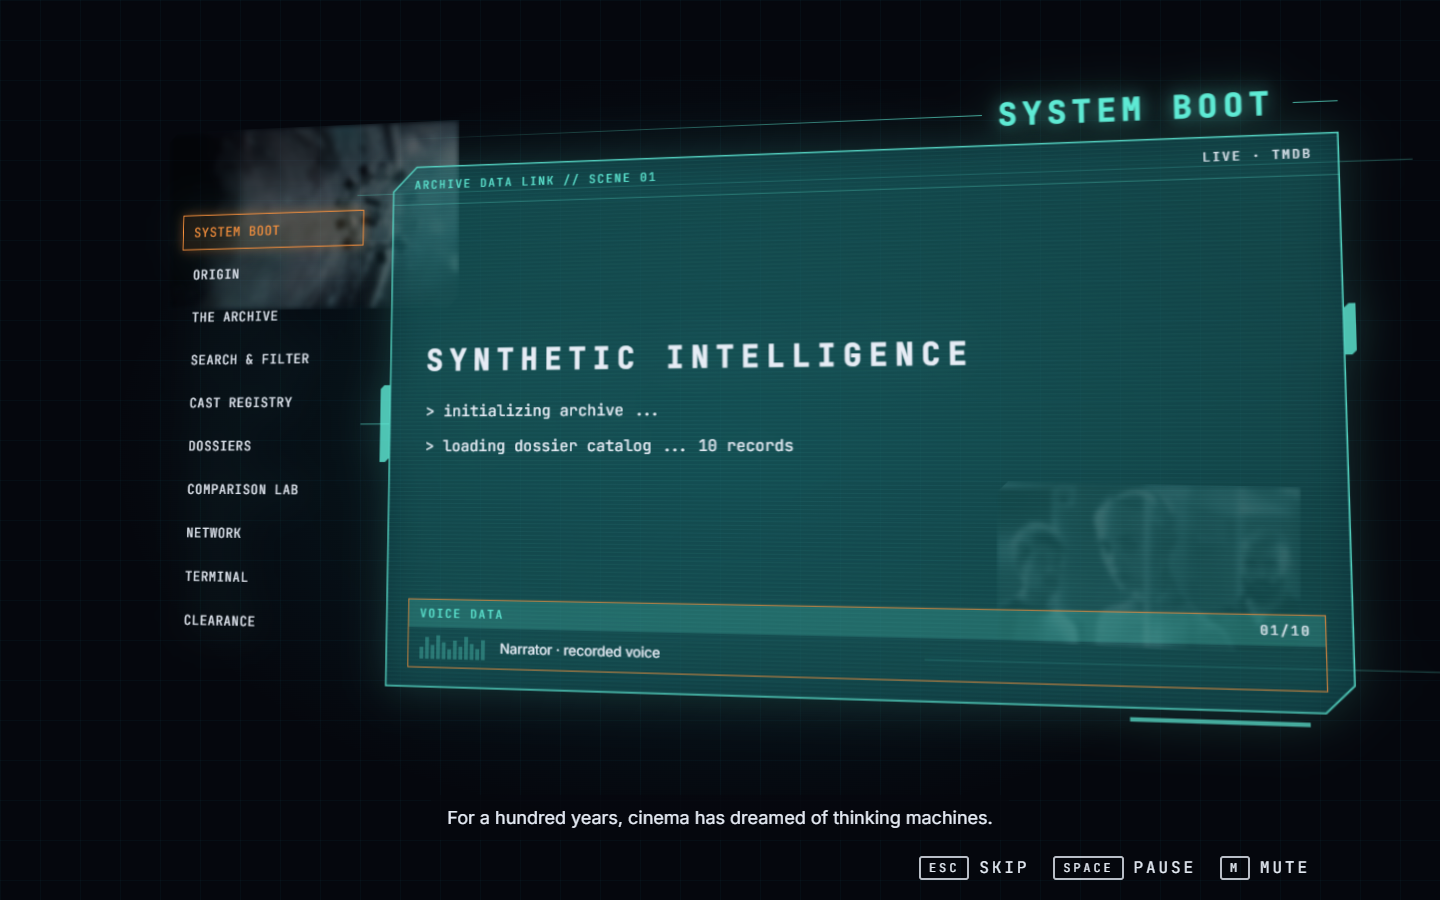 SYSTEM BOOT
ARCHIVE DATA LINK // SCENE 01
LIVE · TMDB
SYSTEM BOOT
ORIGIN
THE ARCHIVE
SEARCH & FILTER
CAST REGISTRY
DOSSIERS
COMPARISON LAB
NETWORK
TERMINAL
CLEARANCE
SYNTHETIC INTELLIGENCE
> initializing archive ...
> loading dossier catalog ... 10 records
VOICE DATA
01/10
Narrator · recorded voice
For a hundred years, cinema has dreamed of thinking machines.
ESC SKIP SPACE PAUSE M MUTE